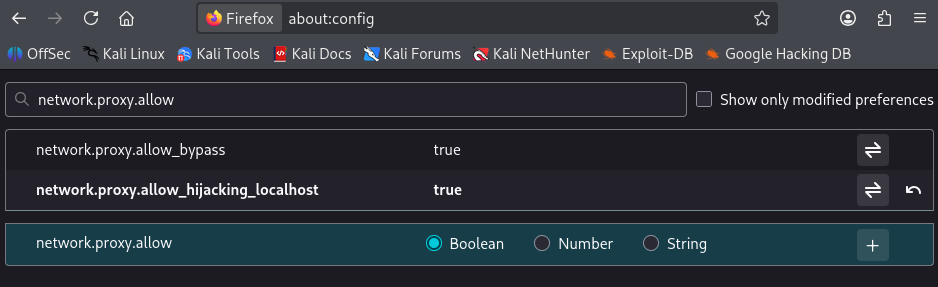 Firefox about:config
OffSec Kali Linux Kali Tools Kali Docs Kali Forums Kali NetHunter Exploit-DB Google Hacking DB
network.proxy.allow Show only modified preferences
network.proxy.allow_bypass true
network.proxy.allow_hijacking_localhost true
network.proxy.allow Boolean Number String